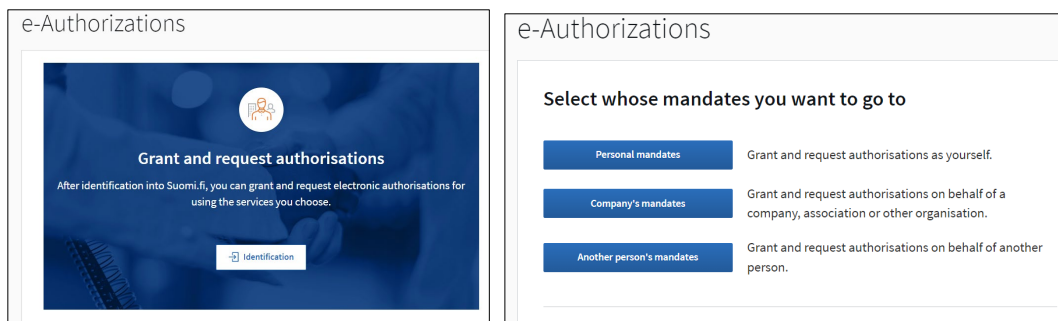 e-Authorizations
Grant and request authorisations
After identification into Suomi.fi, you can grant and request electronic authorisations for
using the services you choose.
Identification
e-Authorizations
Select whose mandates you want to go to
Personal mandates
Grant and request authorisations as yourself.
Company's mandates
Grant and request authorisations on behalf of a
company, association or other organisation.
Another person's mandates
Grant and request authorisations on behalf of another
person.